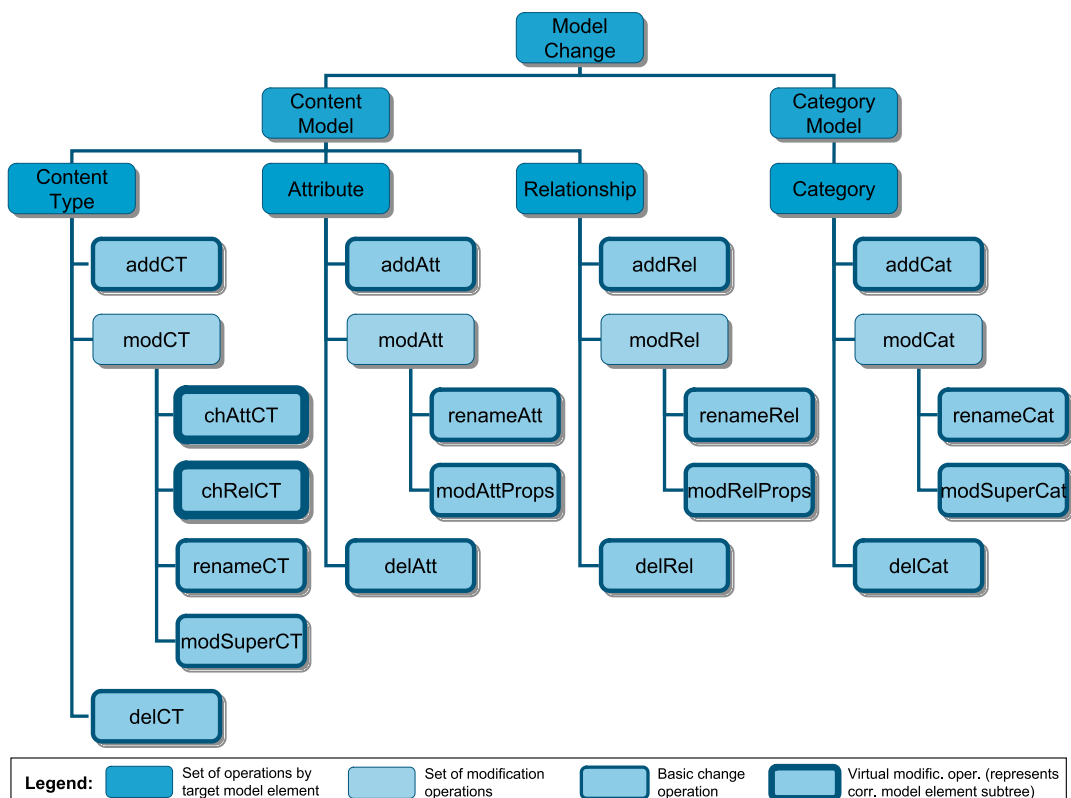 Model
Change
Content
Model
Category
Model
Content
Type
Attribute
Relationship
Category
addCT
addAtt
addRel
addCat
modCT
modAtt
modRel
modCat
chAttCT
renameAtt
renameRel
renameCat
chRelCT
modAttProps
modRelProps
modSuperCat
renameCT
delAtt
delRel
delCat
modSuperCT
delCT
Legend:
Set of operations by
target model element
Set of modification
operations
Basic change
operation
Virtual modific. oper. (represents
corr. model element subtree)